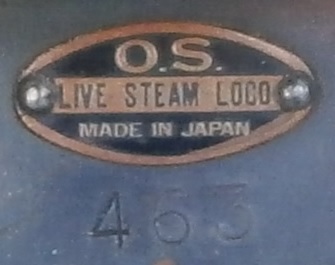 O.S.
LIVE STEAM LOCO
MADE IN JAPAN
463